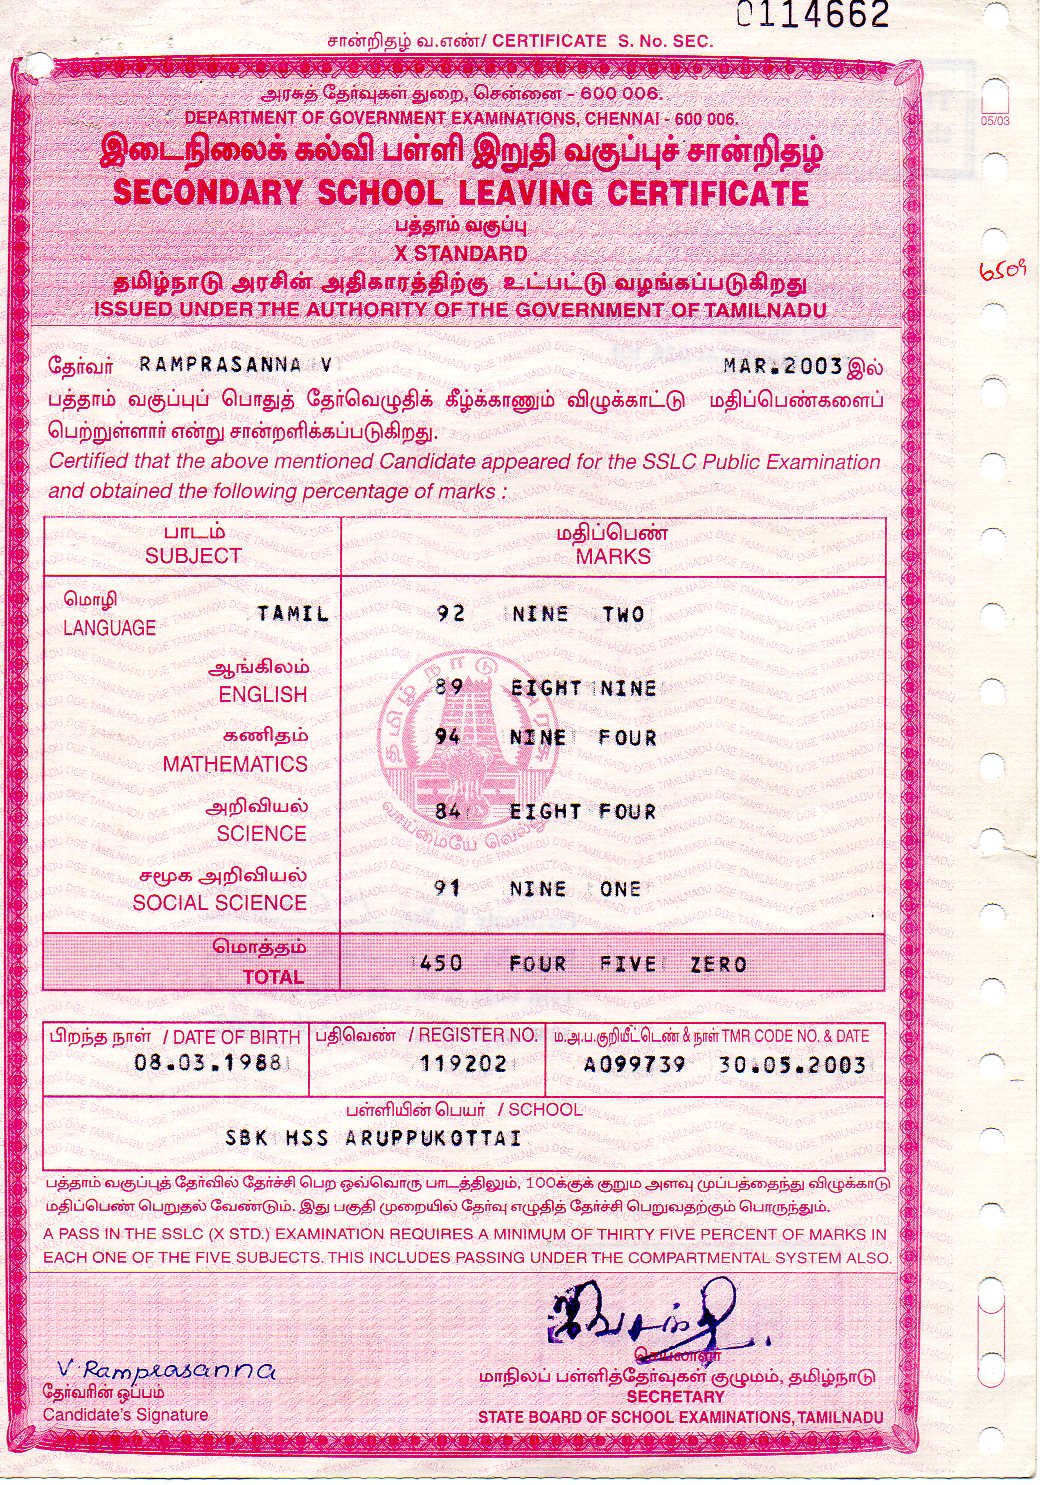 0114662
சான்றிதழ் வ.எண்/ CERTIFICATE S. No. SEC.
அரசுத் தேர்வுகள் துறை, சென்னை – 600 006.
DEPARTMENT OF GOVERNMENT EXAMINATIONS, CHENNAI - 600 006.
05/03
இடைநிலைக் கல்வி பள்ளி இறுதி வகுப்புச் சான்றிதழ்
SECONDARY SCHOOL LEAVING CERTIFICATE
பத்தாம் வகுப்பு
X STANDARD
6509
தமிழ்நாடு அரசின் அதிகாரத்திற்கு உட்பட்டு வழங்கப்படுகிறது
ISSUED UNDER THE AUTHORITY OF THE GOVERNMENT OF TAMILNADU
தேர்வர் RAMPRASANNA V MAR.2003 இல்
பத்தாம் வகுப்புப் பொதுத் தேர்வெழுதிக் கீழ்க்காணும் விழுக்காட்டு மதிப்பெண்களைப்
பெற்றுள்ளார் என்று சான்றளிக்கப்படுகிறது.
Certified that the above mentioned Candidate appeared for the SSLC Public Examination
and obtained the following percentage of marks :
பாடம் மதிப்பெண்
SUBJECT MARKS
மொழி
LANGUAGE TAMIL 92 NINE TWO
ஆங்கிலம்
ENGLISH 89 EIGHT NINE
கணிதம்
MATHEMATICS 94 NINE FOUR
அறிவியல்
SCIENCE 84 EIGHT FOUR
சமூக அறிவியல்
SOCIAL SCIENCE 91 NINE ONE
தமிழ் நாடு அரசு
வாய்மையே வெல்லும்
மொத்தம்
TOTAL 450 FOUR FIVE ZERO
பிறந்த நாள் / DATE OF BIRTH பதிவெண் / REGISTER NO. ம.அ.ப.குறியீட்டெண் & நாள் TMR CODE NO. & DATE
08.03.1988 119202 A099739 30.05.2003
பள்ளியின் பெயர் / SCHOOL
SBK HSS ARUPPUKOTTAI
பத்தாம் வகுப்புத் தேர்வில் தேர்ச்சி பெற ஒவ்வொரு பாடத்திலும், 100க்குக் குறும அளவு முப்பத்தைந்து விழுக்காடு
மதிப்பெண் பெறுதல் வேண்டும். இது பகுதி முறையில் தேர்வு எழுதித் தேர்ச்சி பெறுவதற்கும் பொருந்தும்.
A PASS IN THE SSLC (X STD.) EXAMINATION REQUIRES A MINIMUM OF THIRTY FIVE PERCENT OF MARKS IN
EACH ONE OF THE FIVE SUBJECTS. THIS INCLUDES PASSING UNDER THE COMPARTMENTAL SYSTEM ALSO.
V Ramprasanna
தேர்வரின் ஒப்பம்
Candidate's Signature
செயலாளர்
மாநிலப் பள்ளித்தேர்வுகள் குழுமம், தமிழ்நாடு
SECRETARY
STATE BOARD OF SCHOOL EXAMINATIONS, TAMILNADU